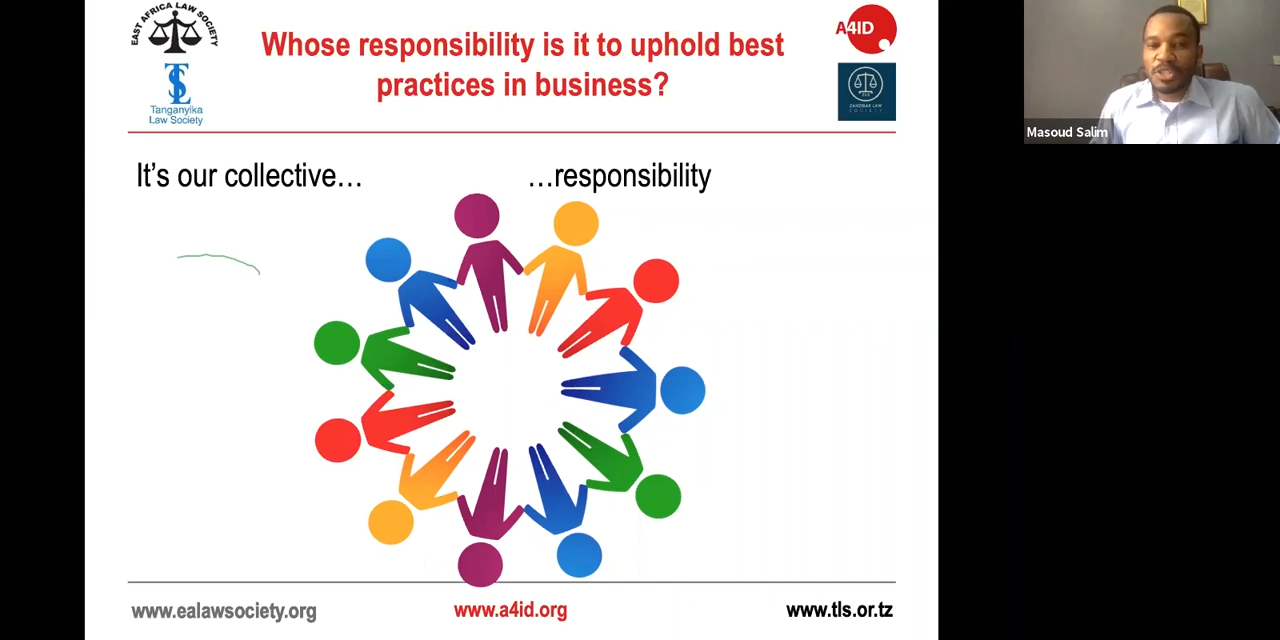 EAST AFRICA LAW SOCIETY
TLS
Tanganyika
Law Society
Whose responsibility is it to uphold best
practices in business?
A4ID
ZANZIBAR LAW
SOCIETY
Masoud Salim
It's our collective…
…responsibility
www.ealawsociety.org
www.a4id.org
www.tls.or.tz